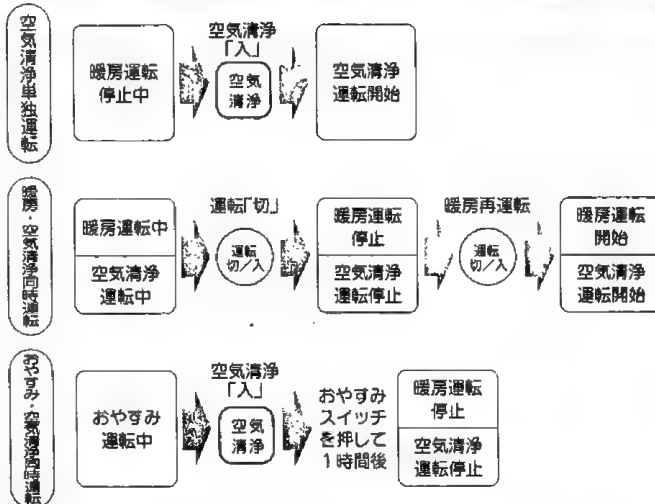 空気清浄単独運転
暖房運転
停止中
空気清浄
「入」
空気
清浄
空気清浄
運転開始
暖房・空気清浄同時運転
暖房運転中
空気清浄
運転中
運転「切」
運転
切／入
暖房運転
停止
空気清浄
運転停止
暖房再運転
運転
切／入
暖房運転
開始
空気清浄
運転開始
おやすみ・空気清浄同時運転
おやすみ
運転中
空気清浄
「入」
空気
清浄
おやすみ
スイッチ
を押して
1時間後
暖房運転
停止
空気清浄
運転停止